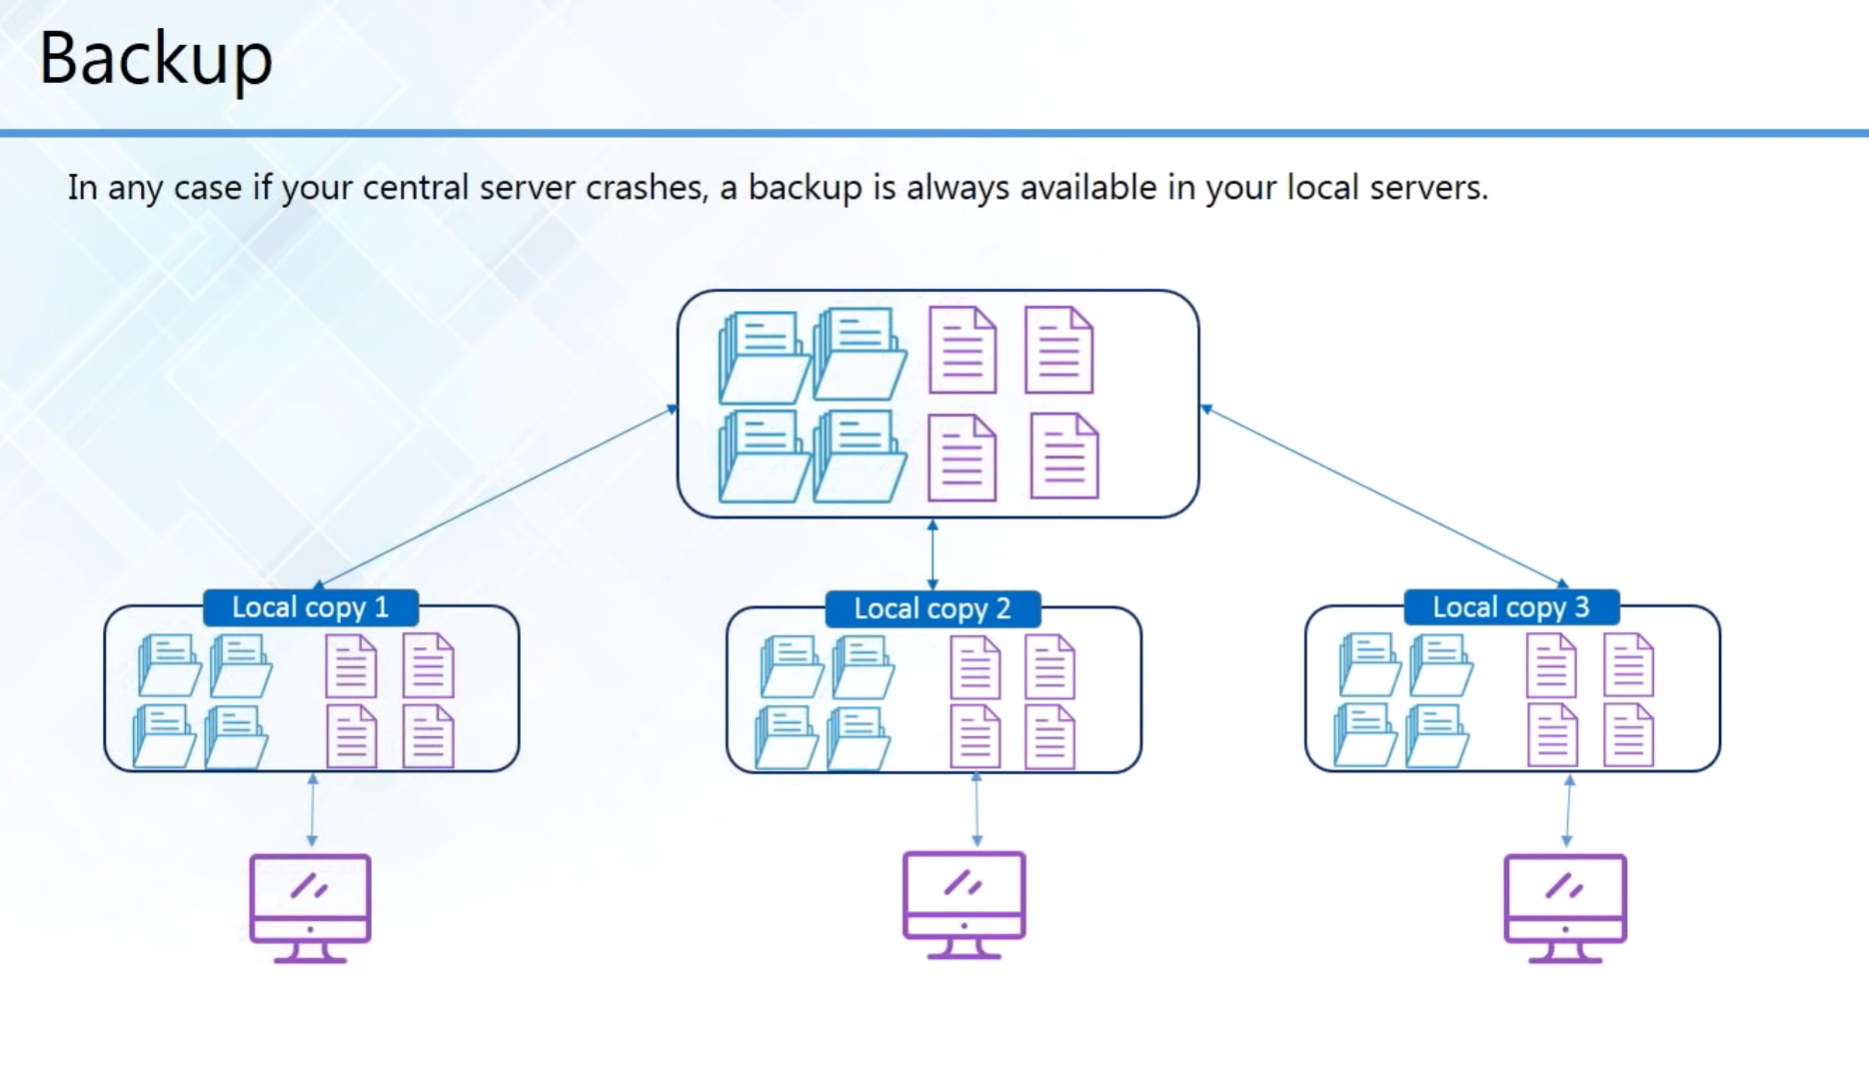 Backup
In any case if your central server crashes, a backup is always available in your local servers.
Local copy 1
Local copy 2
Local copy 3